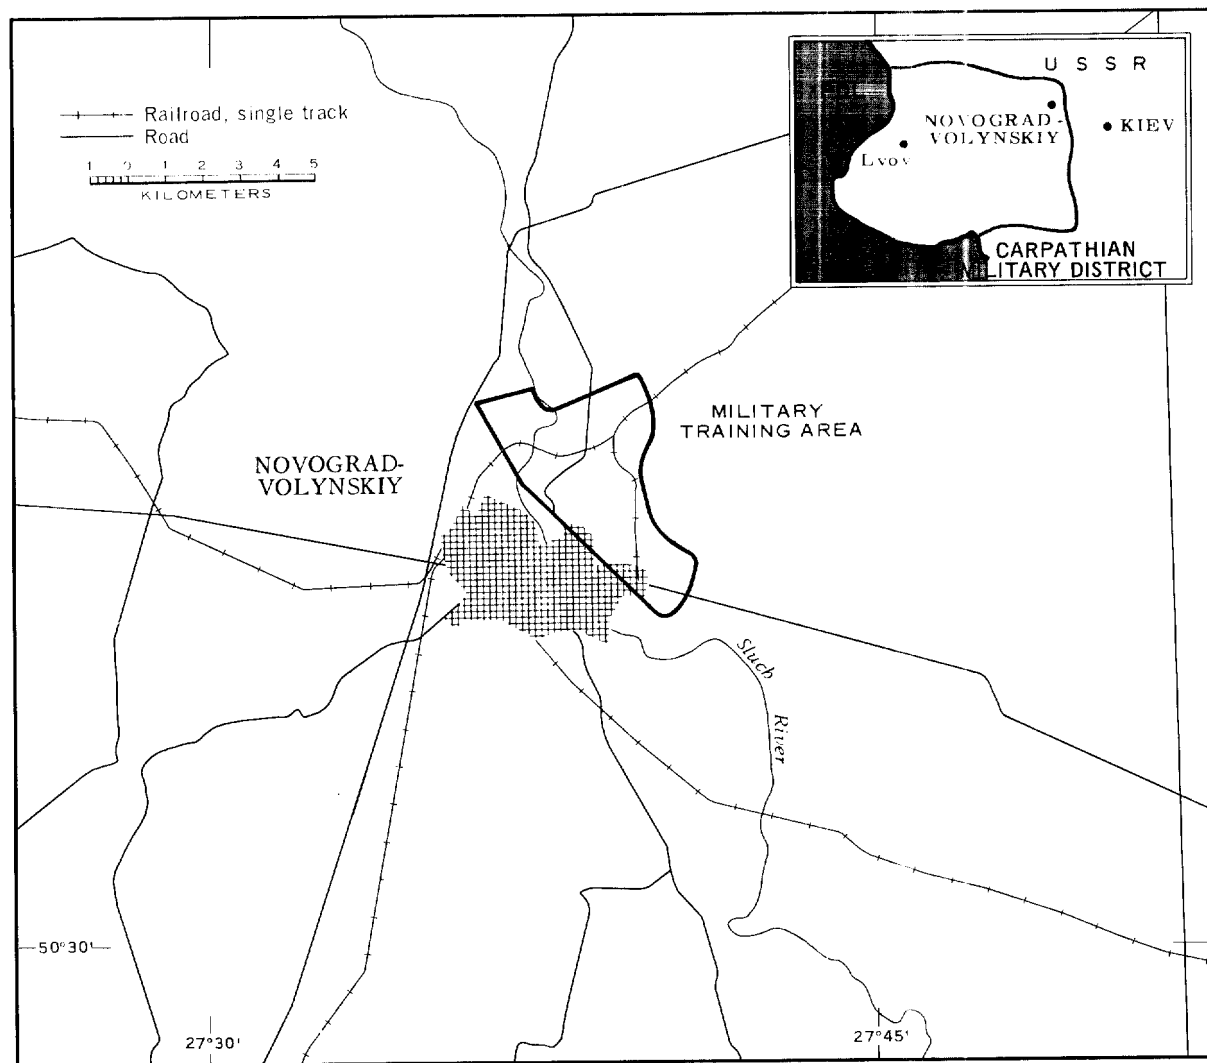 Railroad, single track
Road
1 0 1 2 3 4 5
KILOMETERS
U S S R
NOVOGRAD-
VOLYNSKIY
KIEV
Lvov
CARPATHIAN
MILITARY DISTRICT
MILITARY
TRAINING AREA
NOVOGRAD-
VOLYNSKIY
Sluch
River
50°30'
27°30'
27°45'